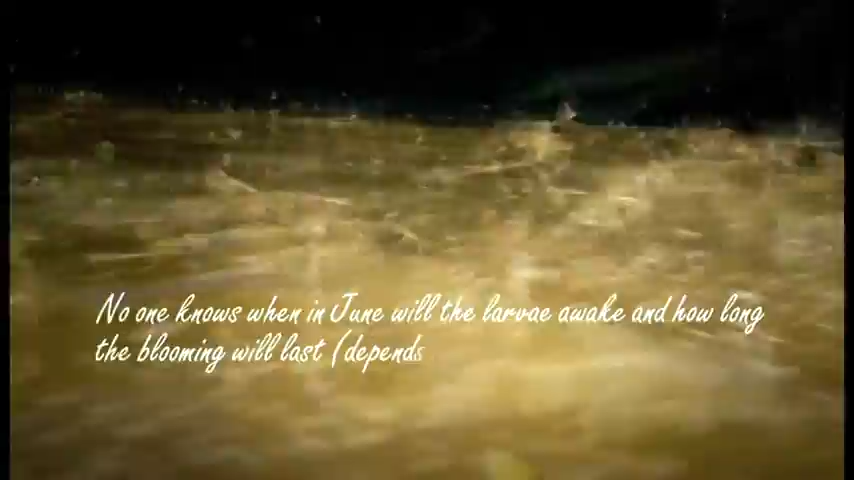 No one knows when in June will the larvae awake and how long
the blooming will last (depends